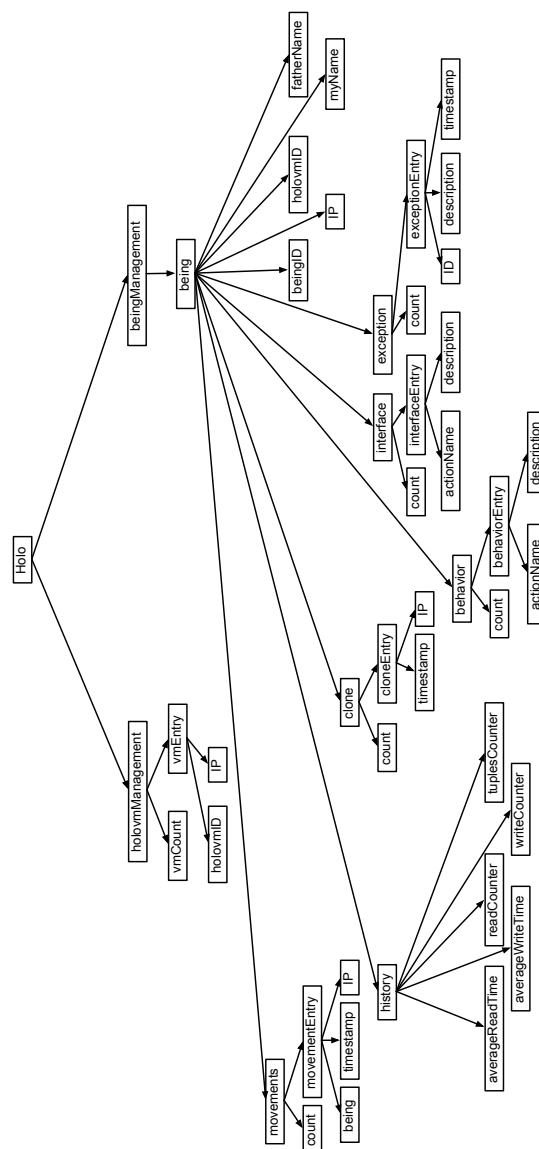 Holo
holovmManagement
beingManagement
vmCount
vmEntry
being
holovmID
IP
movements
clone
behavior
interface
exception
beingID
IP
holovmID
myName
fatherName
count
movementEntry
history
count
cloneEntry
count
behaviorEntry
count
interfaceEntry
count
exceptionEntry
being
timestamp
IP
timestamp
IP
actionName
description
actionName
description
ID
description
timestamp
averageReadTime
averageWriteTime
readCounter
writeCounter
tuplesCounter